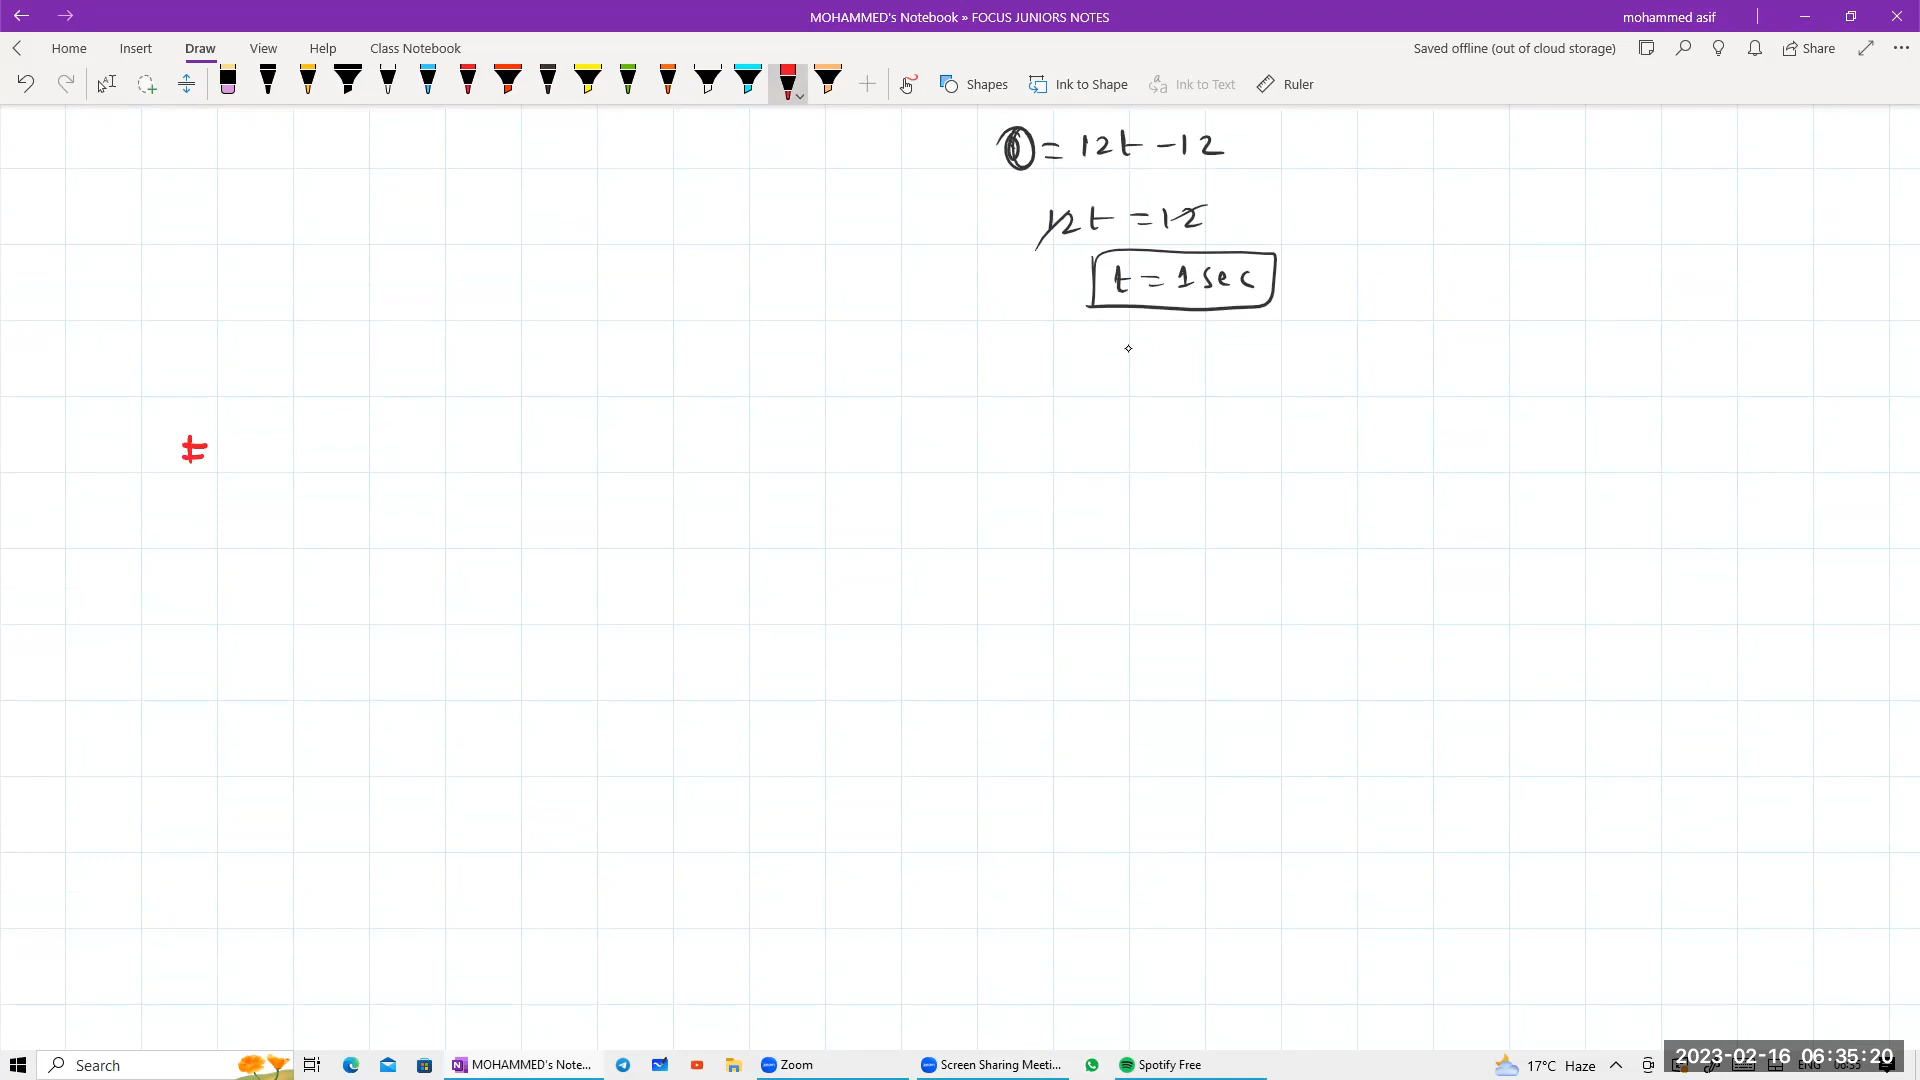 MOHAMMED's Notebook » FOCUS JUNIORS NOTES
mohammed asif
Home Insert Draw View Help Class Notebook
Saved offline (out of cloud storage)
Share
Shapes Ink to Shape Ink to Text Ruler
0 = 12t - 12
12t = 12
t = 1 sec
#
Search
MOHAMMED's Note...
Zoom
Screen Sharing Meeti...
Spotify Free
17°C Haze
2023-02-16 06:35:20